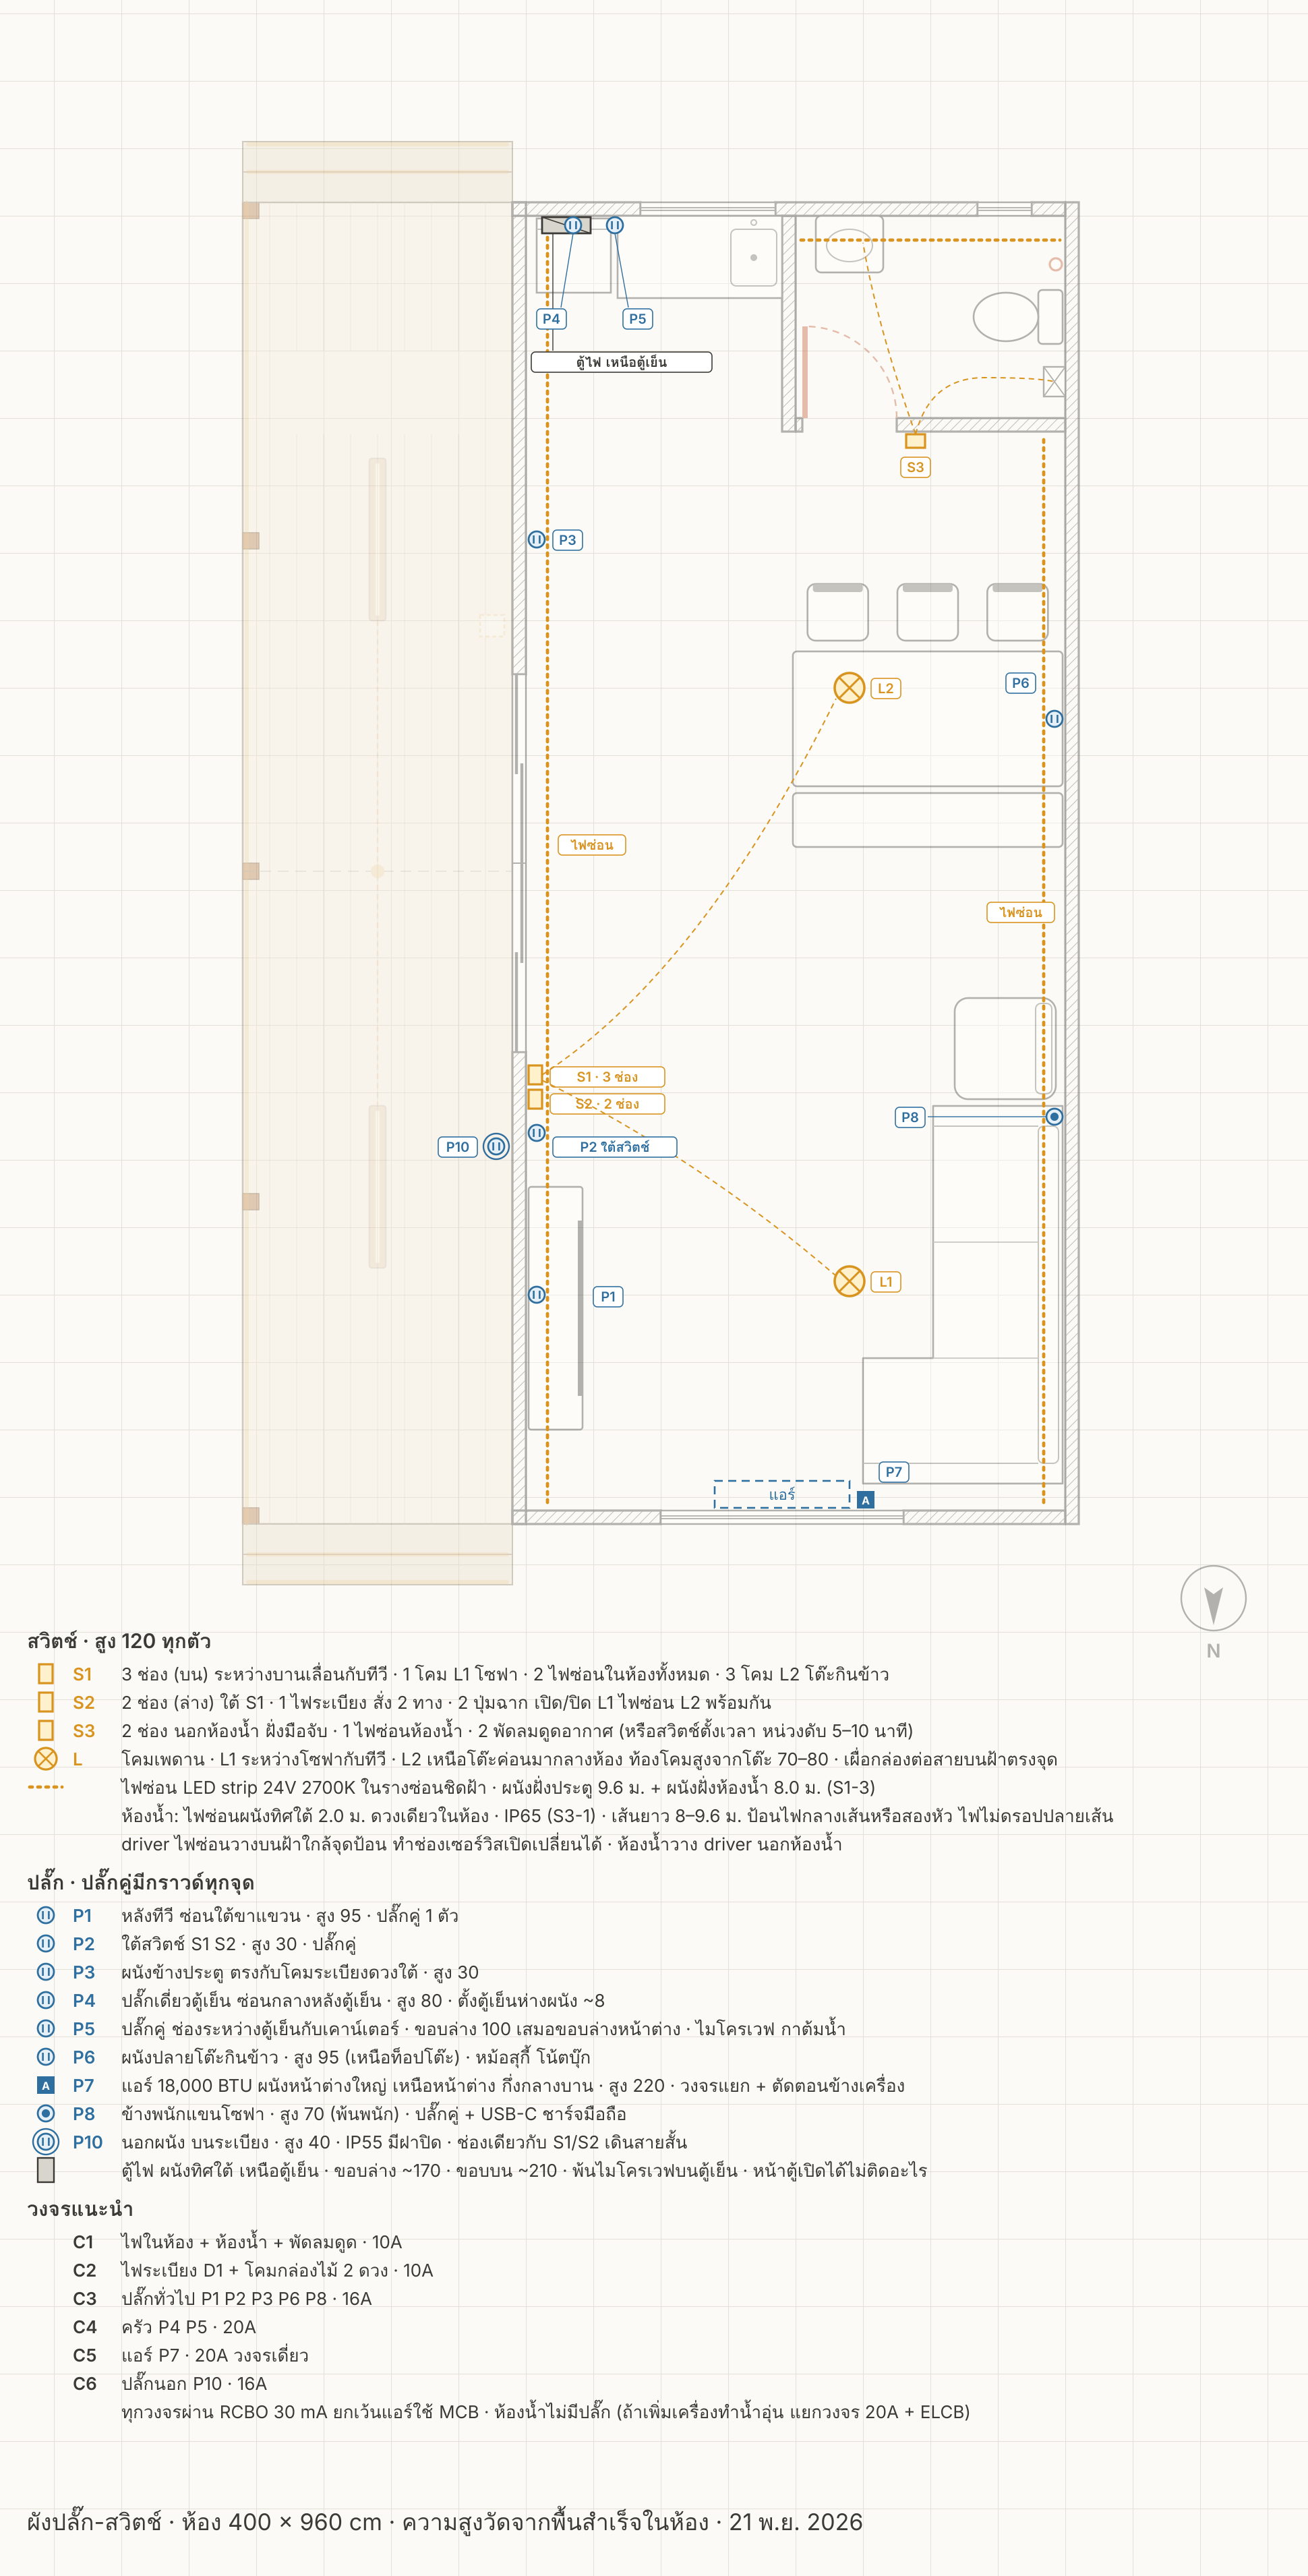 P4
P5
ตู้ไฟ เหนือตู้เย็น
S3
P3
L2
P6
ไฟซ่อน
ไฟซ่อน
S1 · 3 ช่อง
S2 · 2 ช่อง
P8
P10
P2 ใต้สวิตช์
L1
P1
P7
แอร์
A
N
สวิตช์ · สูง 120 ทุกตัว
S1 3 ช่อง (บน) ระหว่างบานเลื่อนกับทีวี · 1 โคม L1 โซฟา · 2 ไฟซ่อนในห้องทั้งหมด · 3 โคม L2 โต๊ะกินข้าว
S2 2 ช่อง (ล่าง) ใต้ S1 · 1 ไฟระเบียง สั่ง 2 ทาง · 2 ปุ่มฉาก เปิด/ปิด L1 ไฟซ่อน L2 พร้อมกัน
S3 2 ช่อง นอกห้องน้ำ ฝั่งมือจับ · 1 ไฟซ่อนห้องน้ำ · 2 พัดลมดูดอากาศ (หรือสวิตช์ตั้งเวลา หน่วงดับ 5–10 นาที)
L โคมเพดาน · L1 ระหว่างโซฟากับทีวี · L2 เหนือโต๊ะค่อนมากลางห้อง ท้องโคมสูงจากโต๊ะ 70–80 · เผื่อกล่องต่อสายบนฝ้าตรงจุด
ไฟซ่อน LED strip 24V 2700K ในรางซ่อนชิดฝ้า · ผนังฝั่งประตู 9.6 ม. + ผนังฝั่งห้องน้ำ 8.0 ม. (S1-3)
ห้องน้ำ: ไฟซ่อนผนังทิศใต้ 2.0 ม. ดวงเดียวในห้อง · IP65 (S3-1) · เส้นยาว 8–9.6 ม. ป้อนไฟกลางเส้นหรือสองหัว ไฟไม่ดรอปปลายเส้น
driver ไฟซ่อนวางบนฝ้าใกล้จุดป้อน ทำช่องเซอร์วิสเปิดเปลี่ยนได้ · ห้องน้ำวาง driver นอกห้องน้ำ
ปลั๊ก · ปลั๊กคู่มีกราวด์ทุกจุด
P1 หลังทีวี ซ่อนใต้ขาแขวน · สูง 95 · ปลั๊กคู่ 1 ตัว
P2 ใต้สวิตช์ S1 S2 · สูง 30 · ปลั๊กคู่
P3 ผนังข้างประตู ตรงกับโคมระเบียงดวงใต้ · สูง 30
P4 ปลั๊กเดี่ยวตู้เย็น ซ่อนกลางหลังตู้เย็น · สูง 80 · ตั้งตู้เย็นห่างผนัง ~8
P5 ปลั๊กคู่ ช่องระหว่างตู้เย็นกับเคาน์เตอร์ · ขอบล่าง 100 เสมอขอบล่างหน้าต่าง · ไมโครเวฟ กาต้มน้ำ
P6 ผนังปลายโต๊ะกินข้าว · สูง 95 (เหนือท็อปโต๊ะ) · หม้อสุกี้ โน้ตบุ๊ก
A P7 แอร์ 18,000 BTU ผนังหน้าต่างใหญ่ เหนือหน้าต่าง กึ่งกลางบาน · สูง 220 · วงจรแยก + ตัดตอนข้างเครื่อง
P8 ข้างพนักแขนโซฟา · สูง 70 (พ้นพนัก) · ปลั๊กคู่ + USB-C ชาร์จมือถือ
P10 นอกผนัง บนระเบียง · สูง 40 · IP55 มีฝาปิด · ช่องเดียวกับ S1/S2 เดินสายสั้น
ตู้ไฟ ผนังทิศใต้ เหนือตู้เย็น · ขอบล่าง ~170 · ขอบบน ~210 · พ้นไมโครเวฟบนตู้เย็น · หน้าตู้เปิดได้ไม่ติดอะไร
วงจรแนะนำ
C1 ไฟในห้อง + ห้องน้ำ + พัดลมดูด · 10A
C2 ไฟระเบียง D1 + โคมกล่องไม้ 2 ดวง · 10A
C3 ปลั๊กทั่วไป P1 P2 P3 P6 P8 · 16A
C4 ครัว P4 P5 · 20A
C5 แอร์ P7 · 20A วงจรเดี่ยว
C6 ปลั๊กนอก P10 · 16A
ทุกวงจรผ่าน RCBO 30 mA ยกเว้นแอร์ใช้ MCB · ห้องน้ำไม่มีปลั๊ก (ถ้าเพิ่มเครื่องทำน้ำอุ่น แยกวงจร 20A + ELCB)
ผังปลั๊ก-สวิตช์ · ห้อง 400 × 960 cm · ความสูงวัดจากพื้นสำเร็จในห้อง · 21 พ.ย. 2026